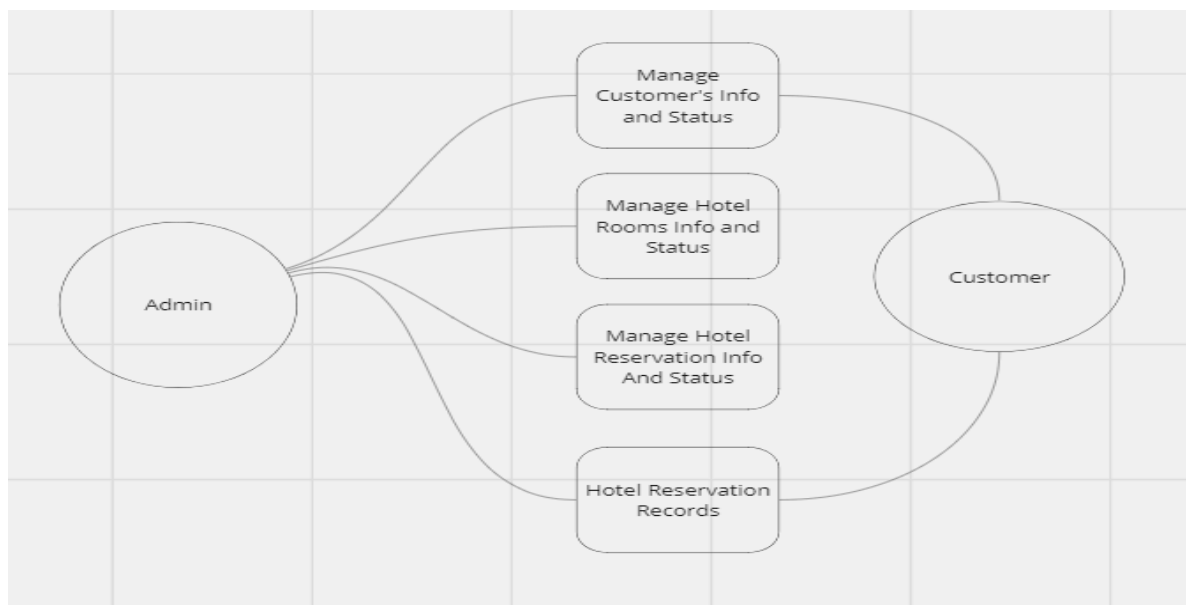 Manage
Customer's Info
and Status
Manage Hotel
Rooms Info and
Status
Admin
Customer
Manage Hotel
Reservation Info
And Status
Hotel Reservation
Records